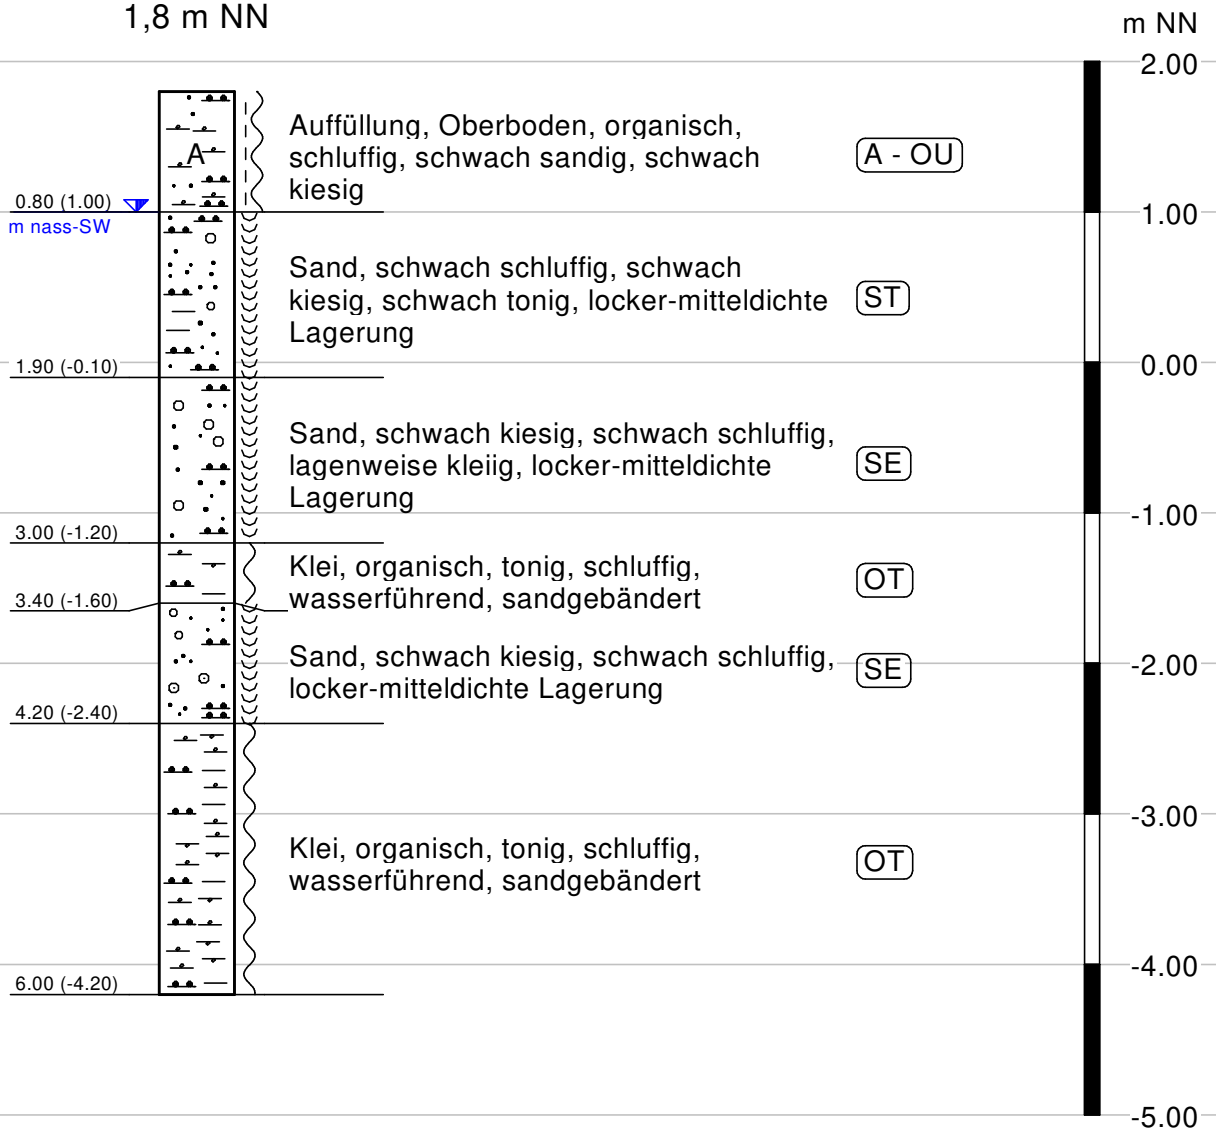 1,8 m NN
m NN
2.00
Auffüllung, Oberboden, organisch,
schluffig, schwach sandig, schwach
kiesig
A
A - OU
0.80 (1.00)
m nass-SW
1.00
Sand, schwach schluffig, schwach
kiesig, schwach tonig, locker-mitteldichte
Lagerung
ST
1.90 (-0.10)
0.00
Sand, schwach kiesig, schwach schluffig,
lagenweise kleiig, locker-mitteldichte
Lagerung
SE
-1.00
3.00 (-1.20)
Klei, organisch, tonig, schluffig,
wasserführend, sandgebändert
OT
3.40 (-1.60)
Sand, schwach kiesig, schwach schluffig,
locker-mitteldichte Lagerung
SE
-2.00
4.20 (-2.40)
-3.00
Klei, organisch, tonig, schluffig,
wasserführend, sandgebändert
OT
-4.00
6.00 (-4.20)
-5.00